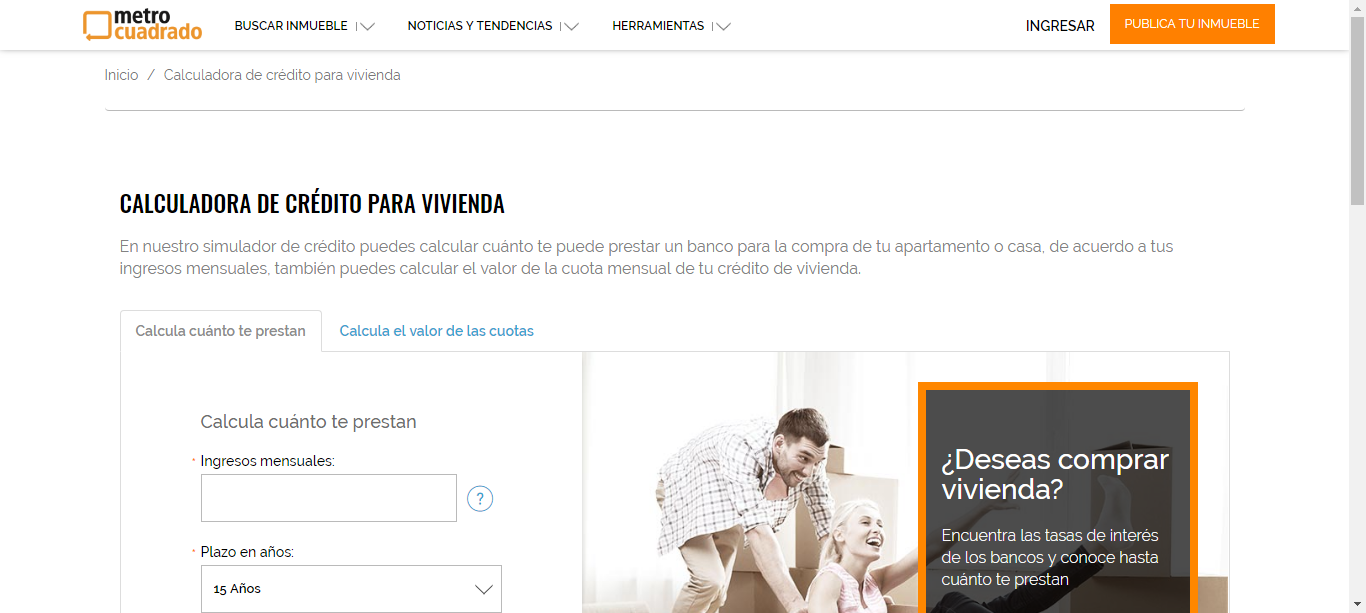 metro
cuadrado
BUSCAR INMUEBLE
NOTICIAS Y TENDENCIAS
HERRAMIENTAS
INGRESAR
PUBLICA TU INMUEBLE
Inicio / Calculadora de crédito para vivienda
CALCULADORA DE CRÉDITO PARA VIVIENDA
En nuestro simulador de crédito puedes calcular cuánto te puede prestar un banco para la compra de tu apartamento o casa, de acuerdo a tus
ingresos mensuales, también puedes calcular el valor de la cuota mensual de tu crédito de vivienda.
Calcula cuánto te prestan
Calcula el valor de las cuotas
Calcula cuánto te prestan
* Ingresos mensuales:
?
* Plazo en años:
15 Años
¿Deseas comprar
vivienda?
Encuentra las tasas de interés
de los bancos y conoce hasta
cuánto te prestan